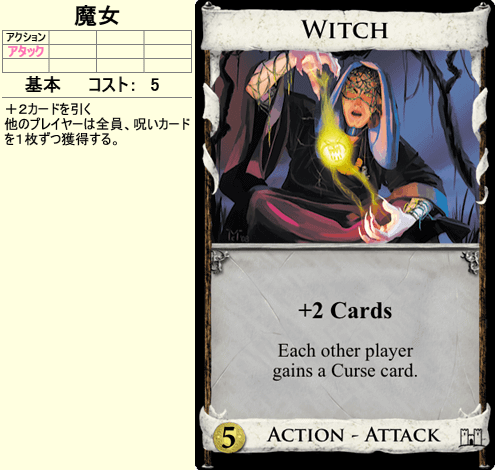 魔女
アクション
アタック
基本 コスト: 5
+2カードを引く
他のプレイヤーは全員、呪いカード
を1枚ずつ獲得する。
WITCH
+2 Cards
Each other player
gains a Curse card.
5 ACTION - ATTACK